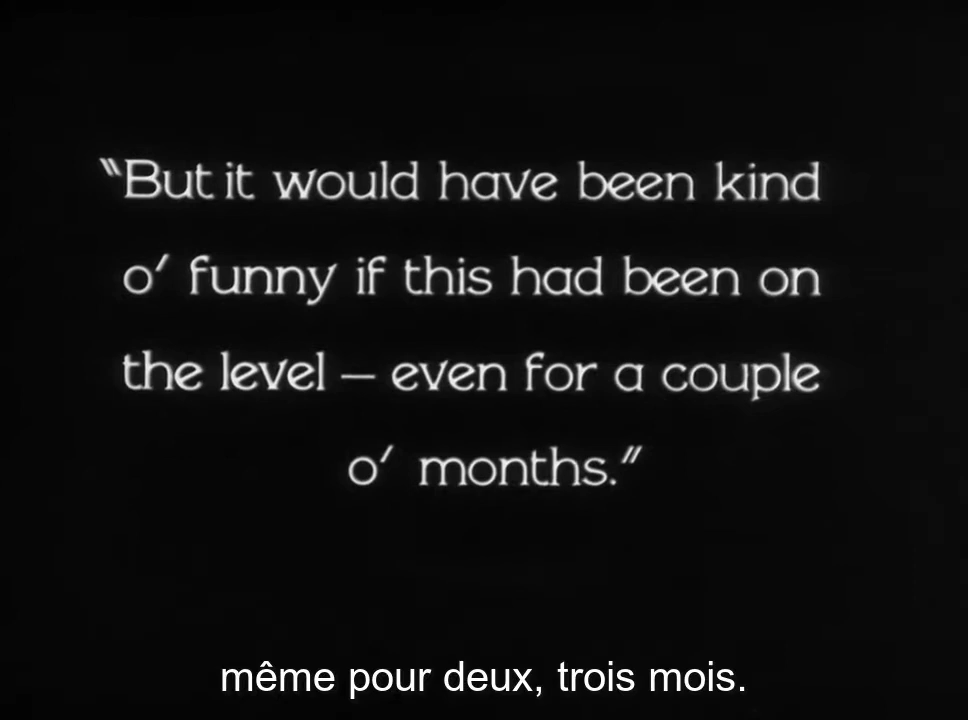 “But it would have been kind
o’ funny if this had been on
the level – even for a couple
o’ months.”
même pour deux, trois mois.